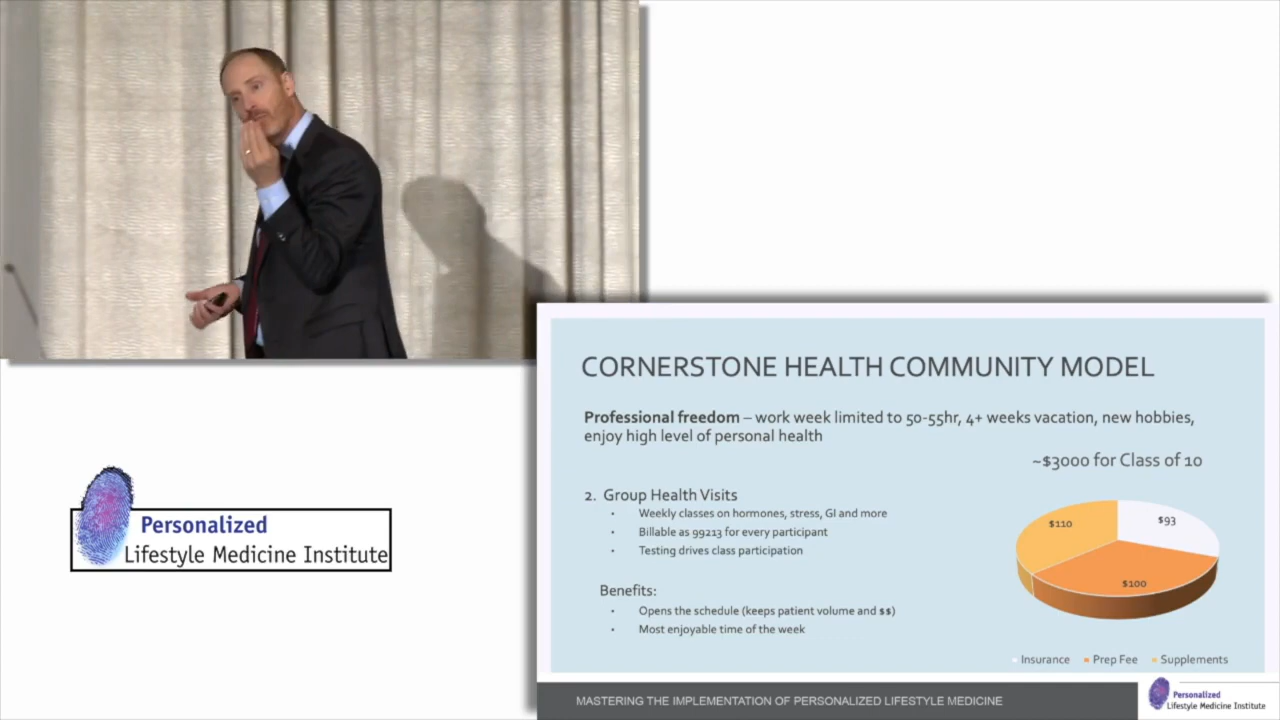 CORNERSTONE HEALTH COMMUNITY MODEL
Professional freedom – work week limited to 50-55hr, 4+ weeks vacation, new hobbies,
enjoy high level of personal health
~$3000 for Class of 10
2. Group Health Visits
• Weekly classes on hormones, stress, GI and more
• Billable as 99213 for every participant
• Testing drives class participation
Benefits:
• Opens the schedule (keeps patient volume and $$)
• Most enjoyable time of the week
$110
$93
$100
Insurance Prep Fee Supplements
MASTERING THE IMPLEMENTATION OF PERSONALIZED LIFESTYLE MEDICINE
Personalized
Lifestyle Medicine Institute
Personalized
Lifestyle Medicine Institute